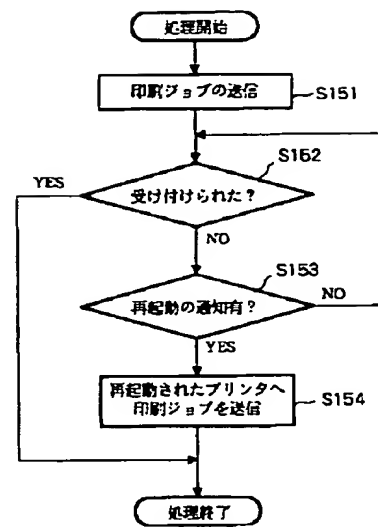 処理開始
印刷ジョブの送信
S151
S152
YES
受け付けられた？
NO
S153
再起動の通知有？
NO
YES
再起動されたプリンタへ
印刷ジョブを送信
S154
処理終了